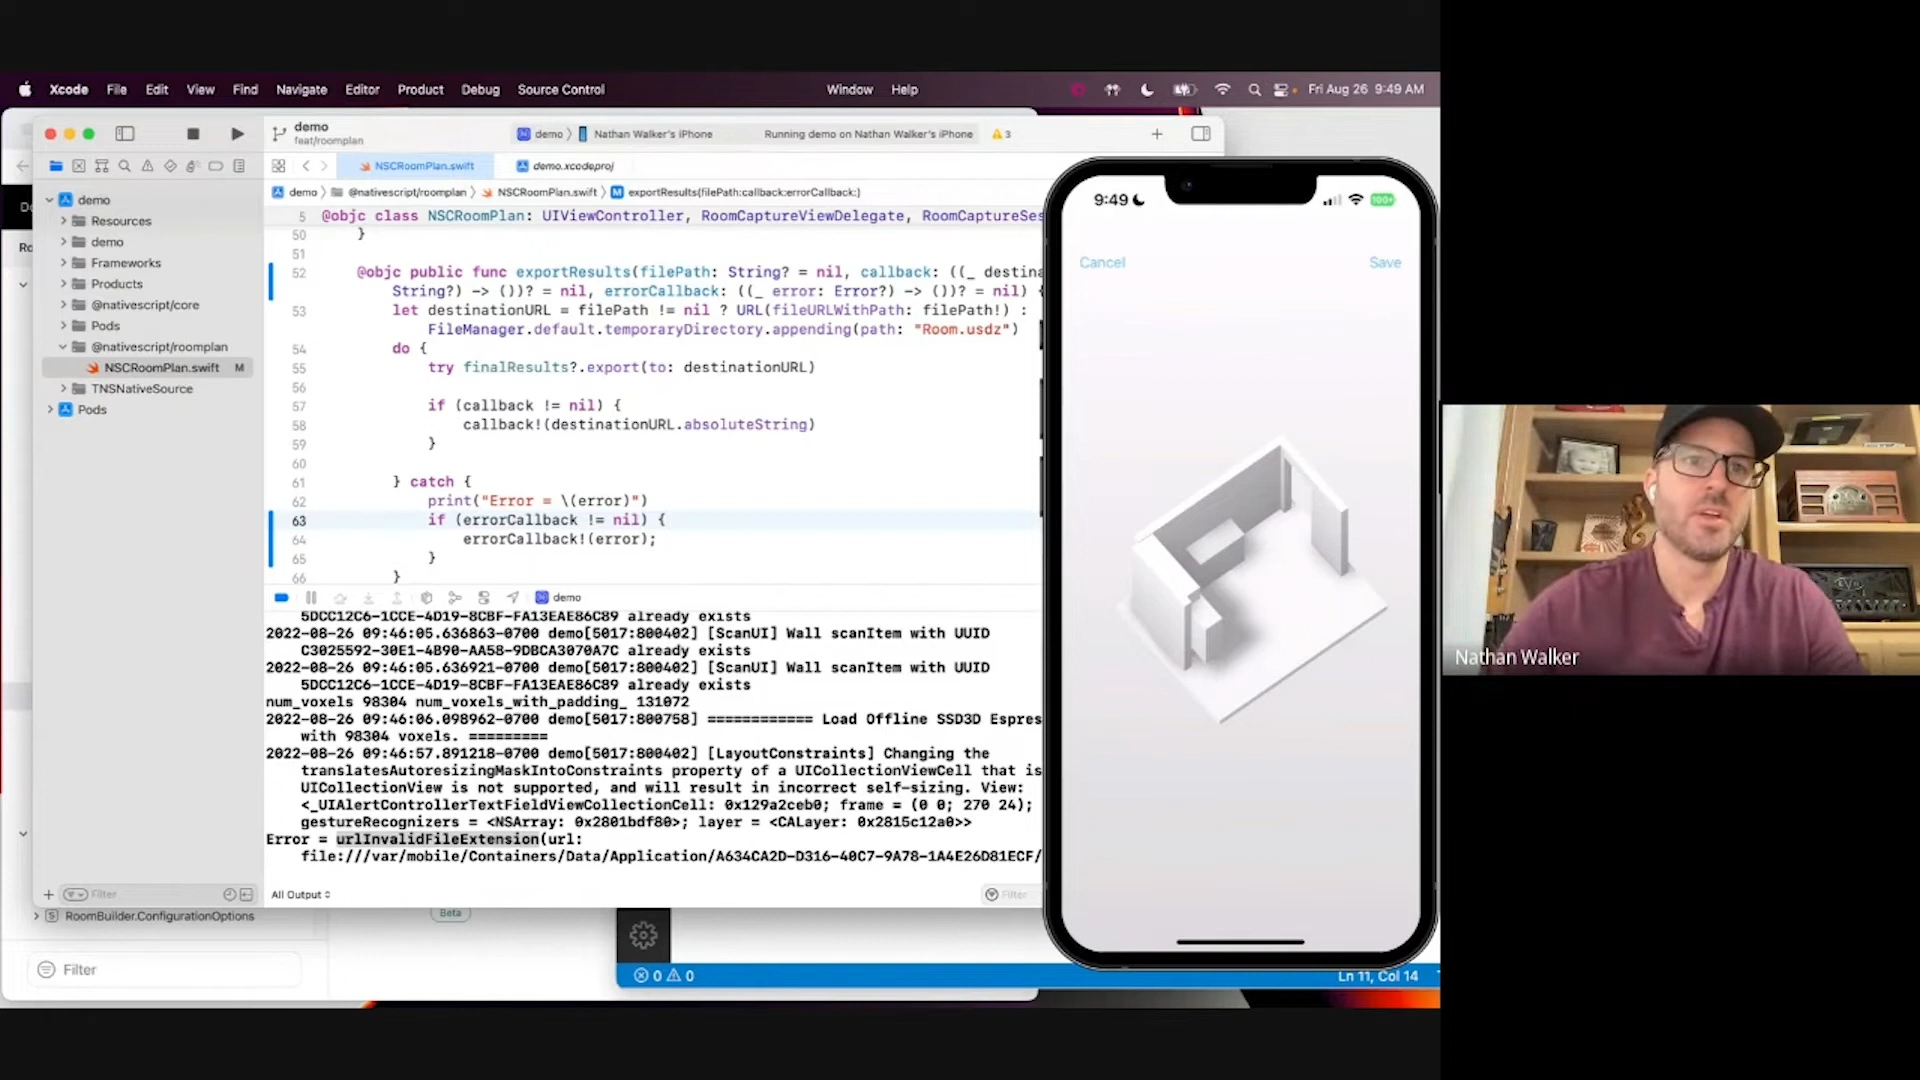 Xcode File Edit View Find Navigate Editor Product Debug Source Control Window Help Fri Aug 26 9:49 AM
demo
feat/roomplan
demo Nathan Walker's iPhone Running demo on Nathan Walker's iPhone 3
NSCRoomPlan.swift demo.xcodeproj
demo @nativescript/roomplan NSCRoomPlan.swift M exportResults(filePath:callback:errorCallback:)
demo
Resources
demo
Frameworks
Products
@nativescript/core
Pods
@nativescript/roomplan
NSCRoomPlan.swift M
TNSNativeSource
Pods
Filter
5 @objc class NSCRoomPlan: UIViewController, RoomCaptureViewDelegate, RoomCaptureSes
50 }
51
52 @objc public func exportResults(filePath: String? = nil, callback: ((_ destina
String?) -> ())? = nil, errorCallback: ((_ error: Error?) -> ())? = nil) {
53 let destinationURL = filePath != nil ? URL(fileURLWithPath: filePath!) :
FileManager.default.temporaryDirectory.appending(path: "Room.usdz")
54 do {
55 try finalResults?.export(to: destinationURL)
56
57 if (callback != nil) {
58 callback!(destinationURL.absoluteString)
59 }
60
61 } catch {
62 print("Error = \(error)")
63 if (errorCallback != nil) {
64 errorCallback!(error);
65 }
66 }
demo
5DCC12C6-1CCE-4D19-8CBF-FA13EAE86C89 already exists
2022-08-26 09:46:05.636863-0700 demo[5017:800402] [ScanUI] Wall scanItem with UUID
C3025592-30E1-4B90-AA58-9DBCA3070A7C already exists
2022-08-26 09:46:05.636921-0700 demo[5017:800402] [ScanUI] Wall scanItem with UUID
5DCC12C6-1CCE-4D19-8CBF-FA13EAE86C89 already exists
num_voxels 98304 num_voxels_with_padding_ 131072
2022-08-26 09:46:06.098962-0700 demo[5017:800758] ============ Load Offline SSD3D Espres
with 98304 voxels. =========
2022-08-26 09:46:57.891218-0700 demo[5017:800402] [LayoutConstraints] Changing the
translatesAutoresizingMaskIntoConstraints property of a UICollectionViewCell that is
UICollectionView is not supported, and will result in incorrect self-sizing. View:
<_UIAlertControllerTextFieldViewCollectionCell: 0x129a2ceb0; frame = (0 0; 270 24);
gestureRecognizers = <NSArray: 0x2801bdf80>; layer = <CALayer: 0x2815c12a0>>
Error = urlInvalidFileExtension(url:
file:///var/mobile/Containers/Data/Application/A634CA2D-D316-40C7-9A78-1A4E26D81ECF/
All Output Filter
S RoomBuilder.ConfigurationOptions Beta
Filter
0 0 Ln 11, Col 14
9:49 100+
Cancel Save
Nathan Walker